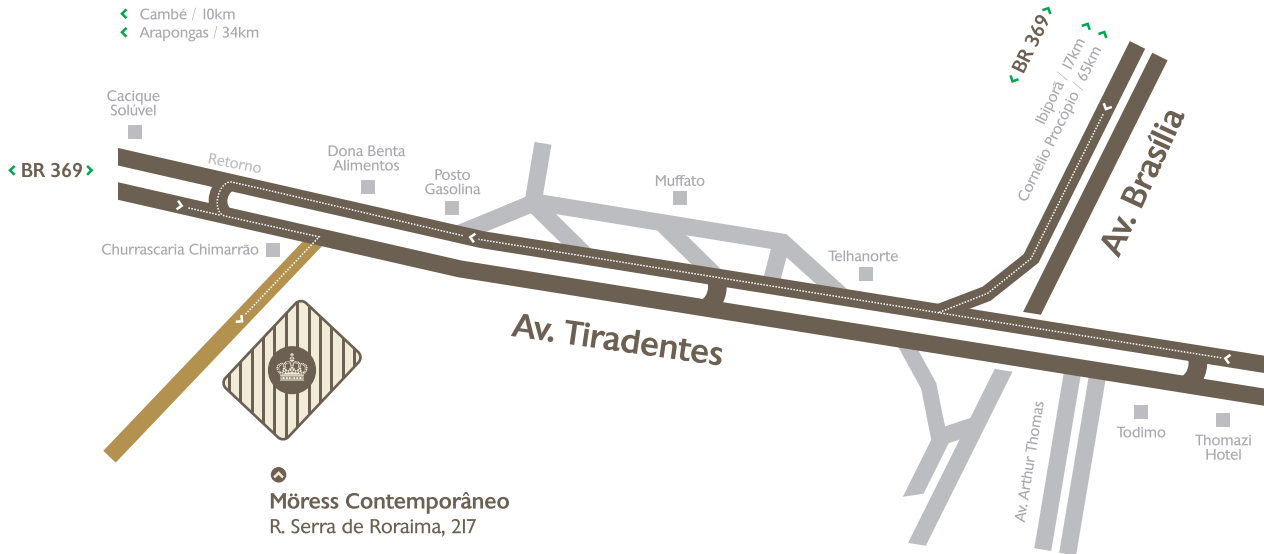 Cambé / 10km
Arapongas / 34km
BR 369
Ibiporã / 17km
Cornélio Procópio / 65km
Av. Brasília
Cacique
Solúvel
BR 369
Retorno
Dona Benta
Alimentos
Posto
Gasolina
Muffato
Telhanorte
Churrascaria Chimarrão
Av. Tiradentes
Av. Arthur Thomas
Todimo
Thomazi
Hotel
Möress Contemporâneo
R. Serra de Roraima, 217